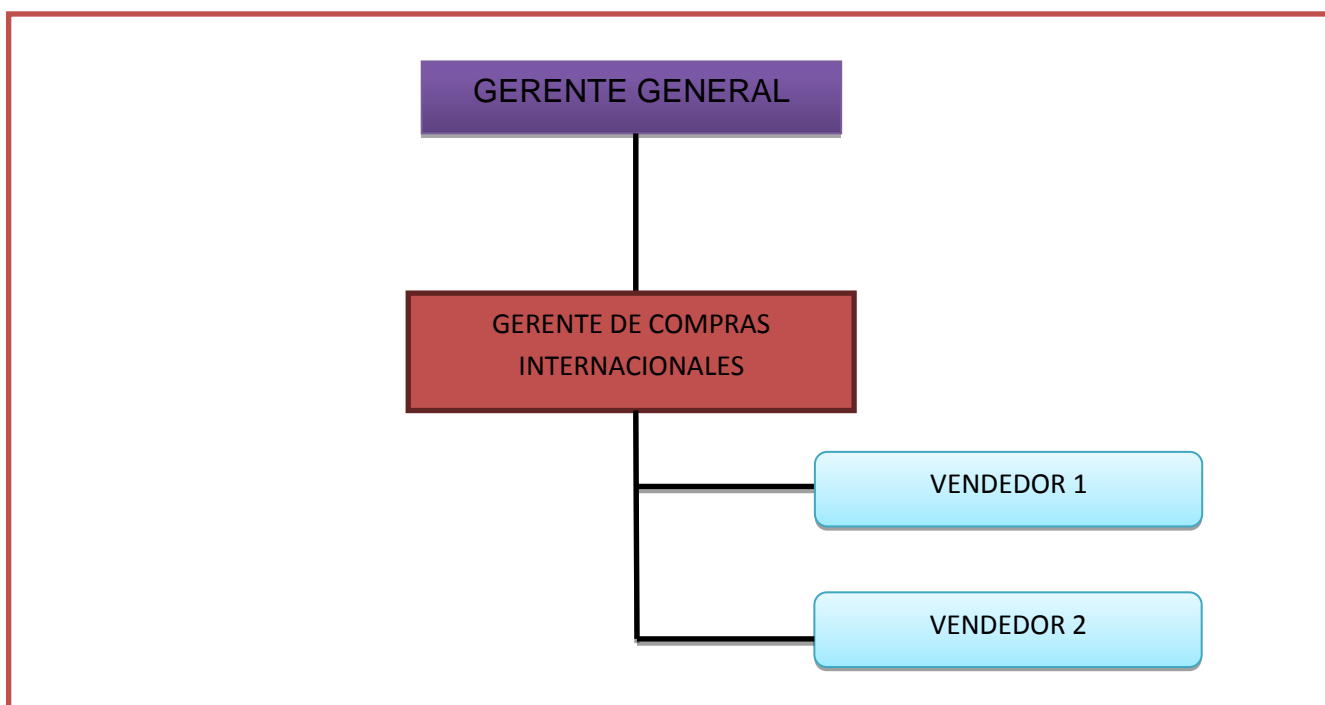 GERENTE GENERAL
GERENTE DE COMPRAS
INTERNACIONALES
VENDEDOR 1
VENDEDOR 2